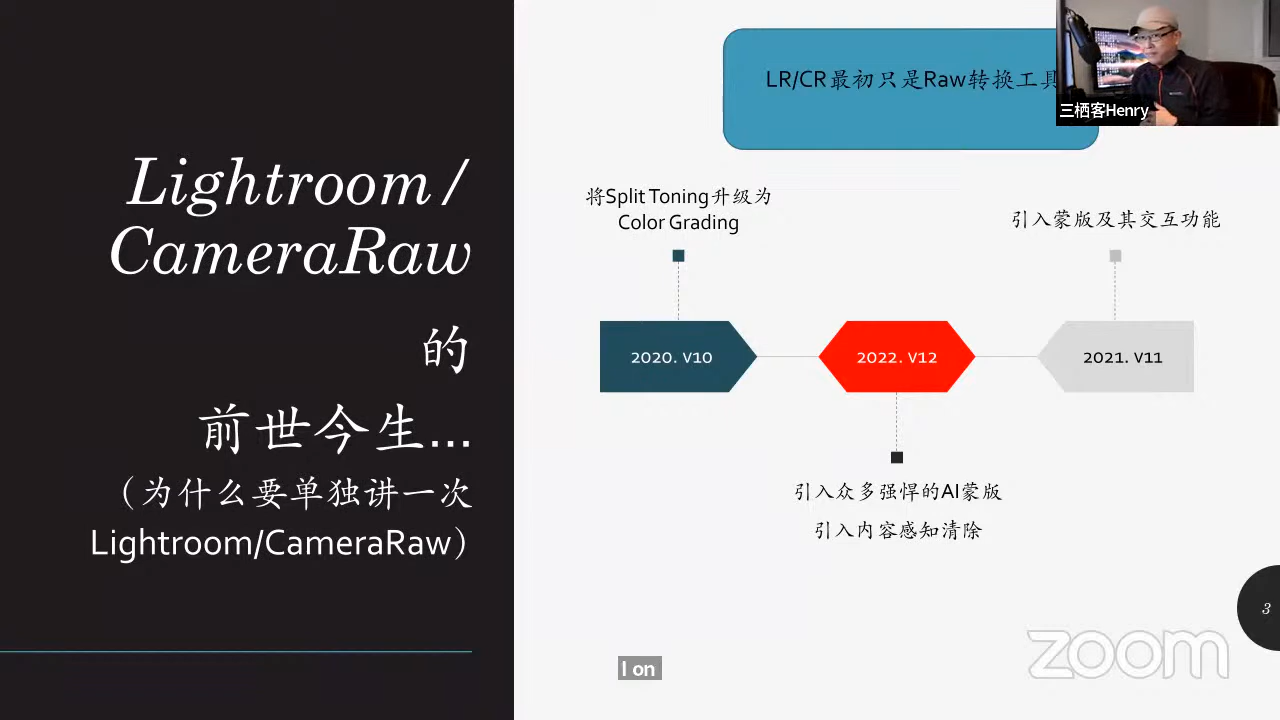 Lightroom/
CameraRaw
的
前世今生...
（为什么要单独讲一次
Lightroom/CameraRaw）
LR/CR最初只是Raw转换工具
三栖客Henry
将Split Toning升级为
Color Grading
引入蒙版及其交互功能
2020. V10
2022. V12
2021. V11
引入众多强悍的AI蒙版
引入内容感知清除
3
zoom
I on